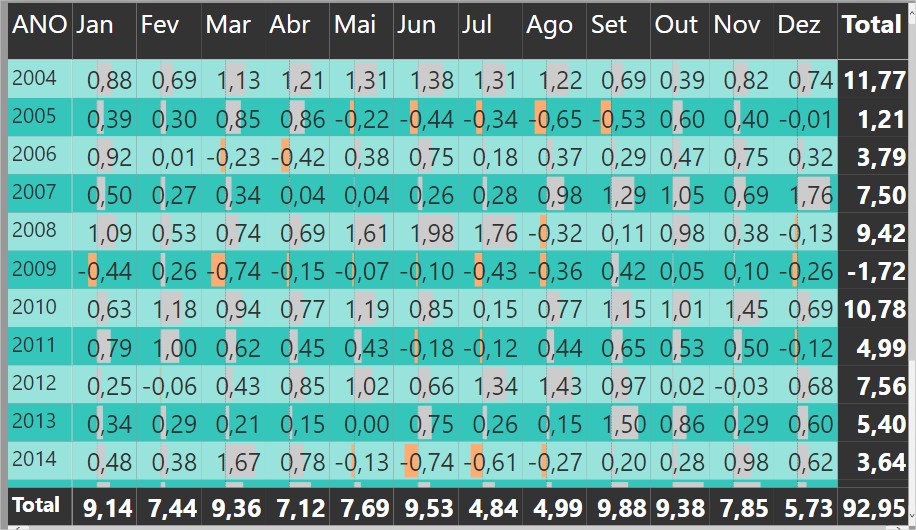 ANO Jan Fev Mar Abr Mai Jun Jul Ago Set Out Nov Dez Total
2004 0,88 0,69 1,13 1,21 1,31 1,38 1,31 1,22 0,69 0,39 0,82 0,74 11,77
2005 0,39 0,30 0,85 0,86 -0,22 -0,44 -0,34 -0,65 -0,53 0,60 0,40 -0,01 1,21
2006 0,92 0,01 -0,23 -0,42 0,38 0,75 0,18 0,37 0,29 0,47 0,75 0,32 3,79
2007 0,50 0,27 0,34 0,04 0,04 0,26 0,28 0,98 1,29 1,05 0,69 1,76 7,50
2008 1,09 0,53 0,74 0,69 1,61 1,98 1,76 -0,32 0,11 0,98 0,38 -0,13 9,42
2009 -0,44 0,26 -0,74 -0,15 -0,07 -0,10 -0,43 -0,36 0,42 0,05 0,10 -0,26 -1,72
2010 0,63 1,18 0,94 0,77 1,19 0,85 0,15 0,77 1,15 1,01 1,45 0,69 10,78
2011 0,79 1,00 0,62 0,45 0,43 -0,18 -0,12 0,44 0,65 0,53 0,50 -0,12 4,99
2012 0,25 -0,06 0,43 0,85 1,02 0,66 1,34 1,43 0,97 0,02 -0,03 0,68 7,56
2013 0,34 0,29 0,21 0,15 0,00 0,75 0,26 0,15 1,50 0,86 0,29 0,60 5,40
2014 0,48 0,38 1,67 0,78 -0,13 -0,74 -0,61 -0,27 0,20 0,28 0,98 0,62 3,64
Total 9,14 7,44 9,36 7,12 7,69 9,53 4,84 4,99 9,88 9,38 7,85 5,73 92,95